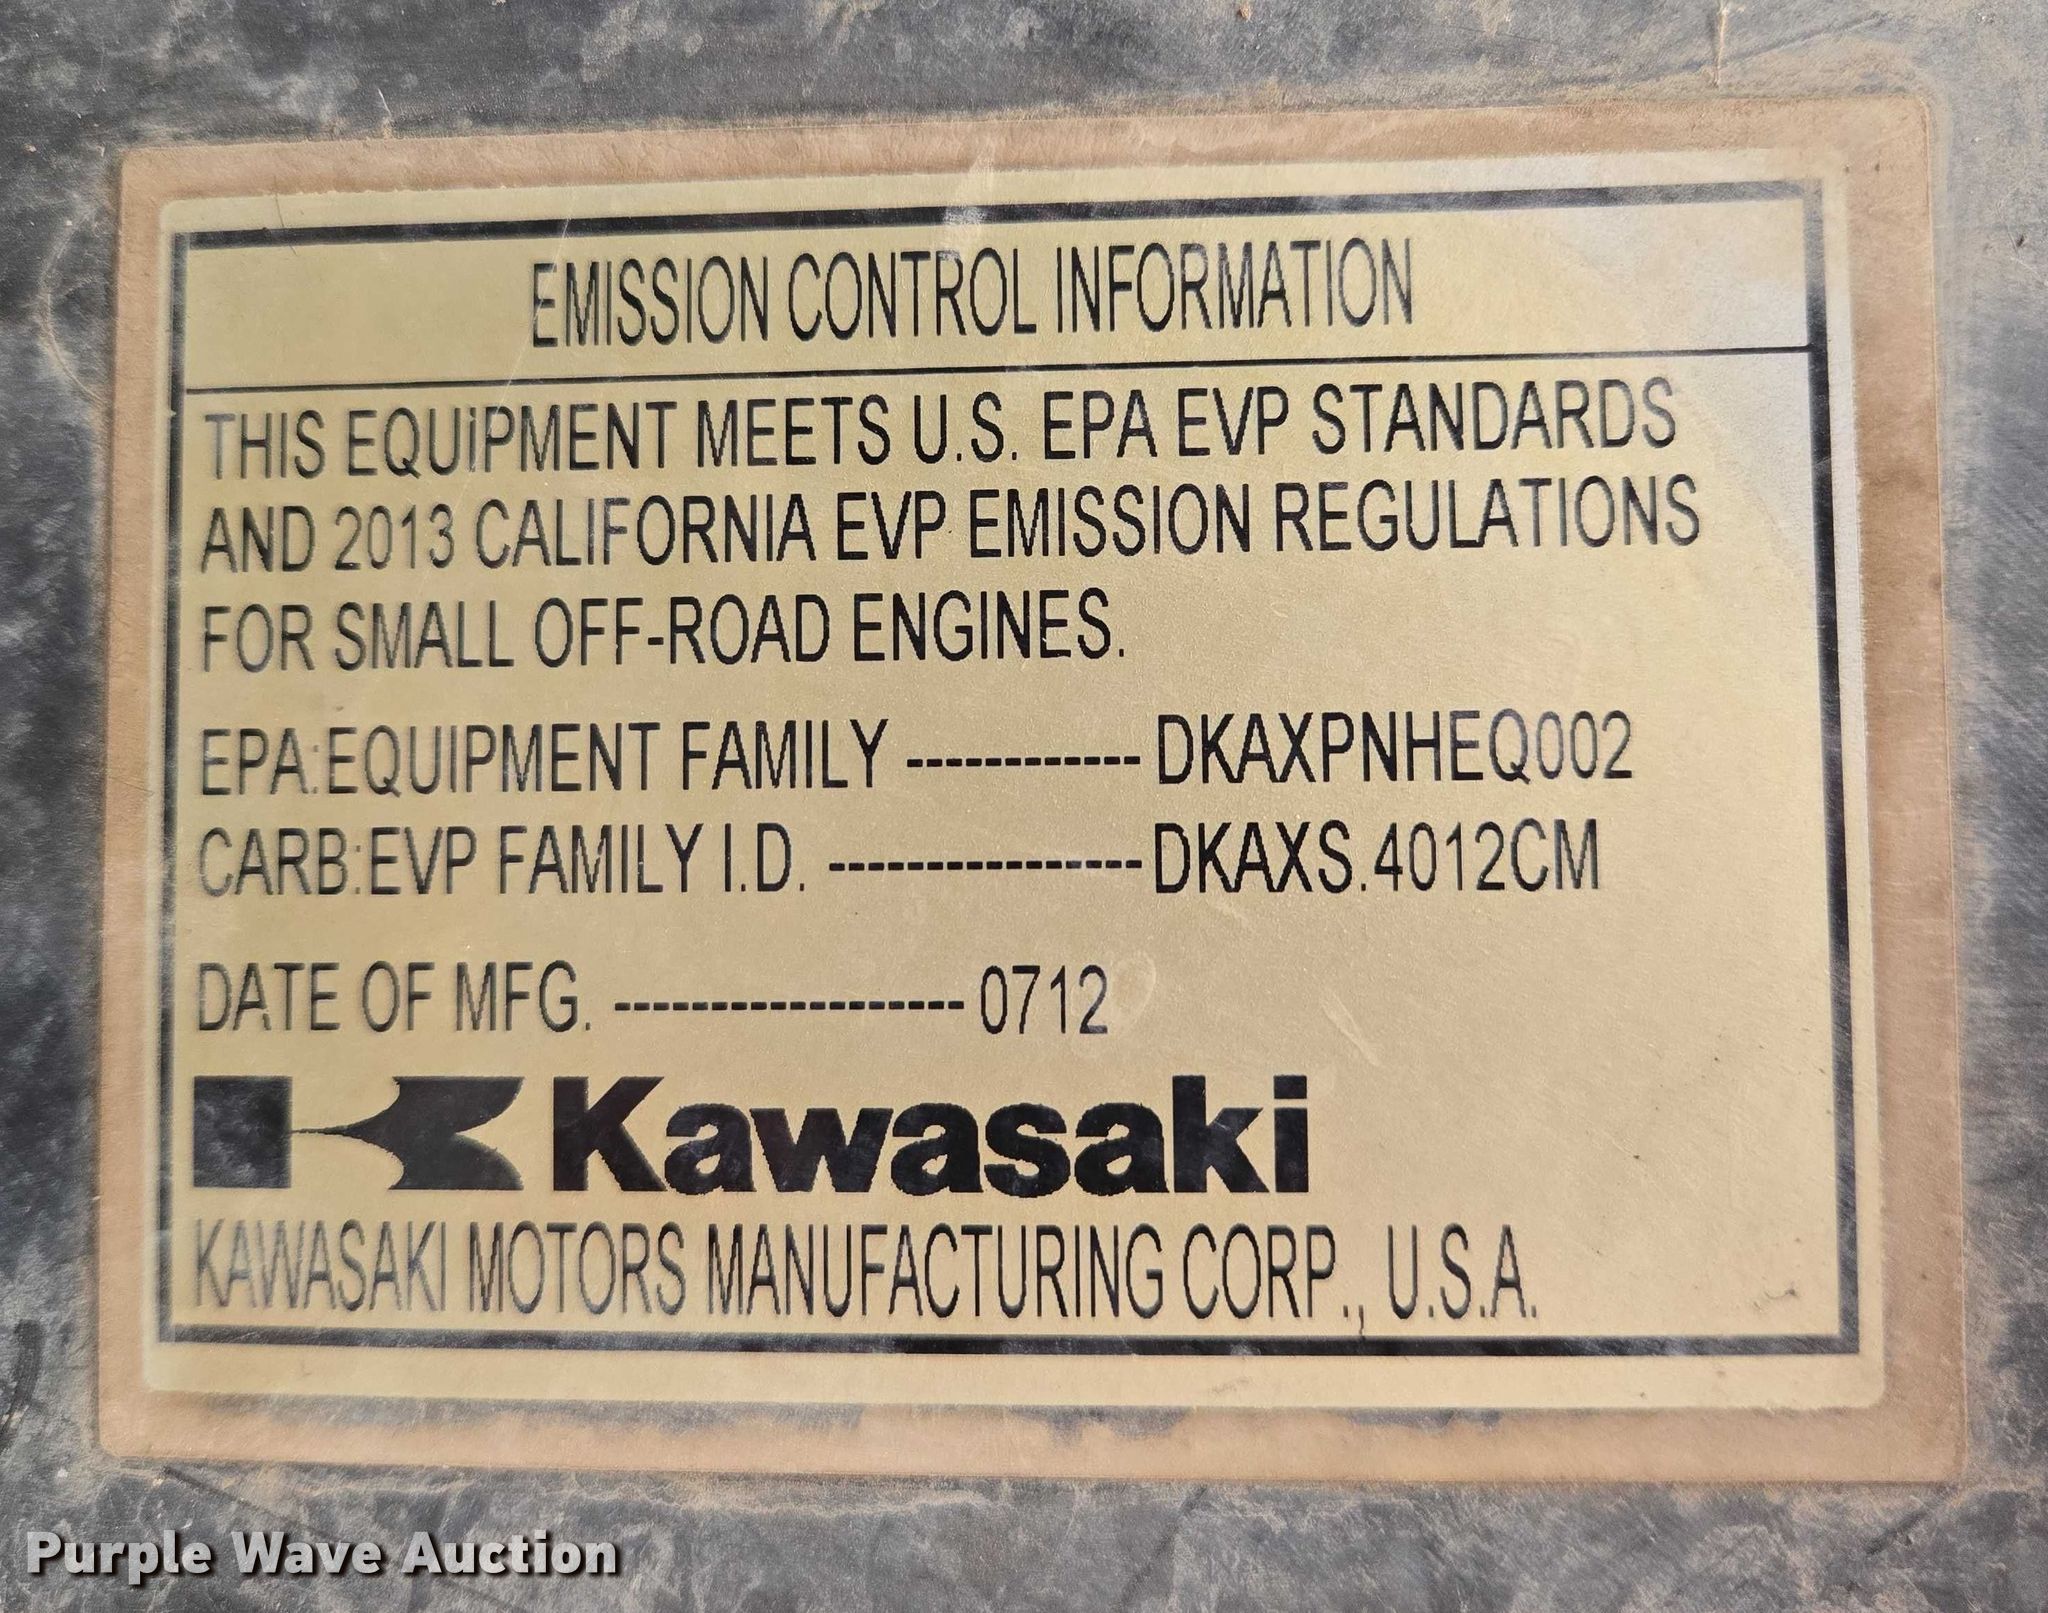 EMISSION CONTROL INFORMATION
THIS EQUiPMENT MEETS U.S. EPA EVP STANDARDS
AND 2013 CALIFORNIA EVP EMISSION REGULATIONS
FOR SMALL OFF-ROAD ENGINES.
EPA:EQUIPMENT FAMILY ------------ DKAXPNHEQ002
CARB:EVP FAMILY I.D. ----------------DKAXS.4012CM
DATE OF MFG. ------------------ 0712
Kawasaki
KAWASAKI MOTORS MANUFACTURING CORP., U.S.A.
Purple Wave Auction